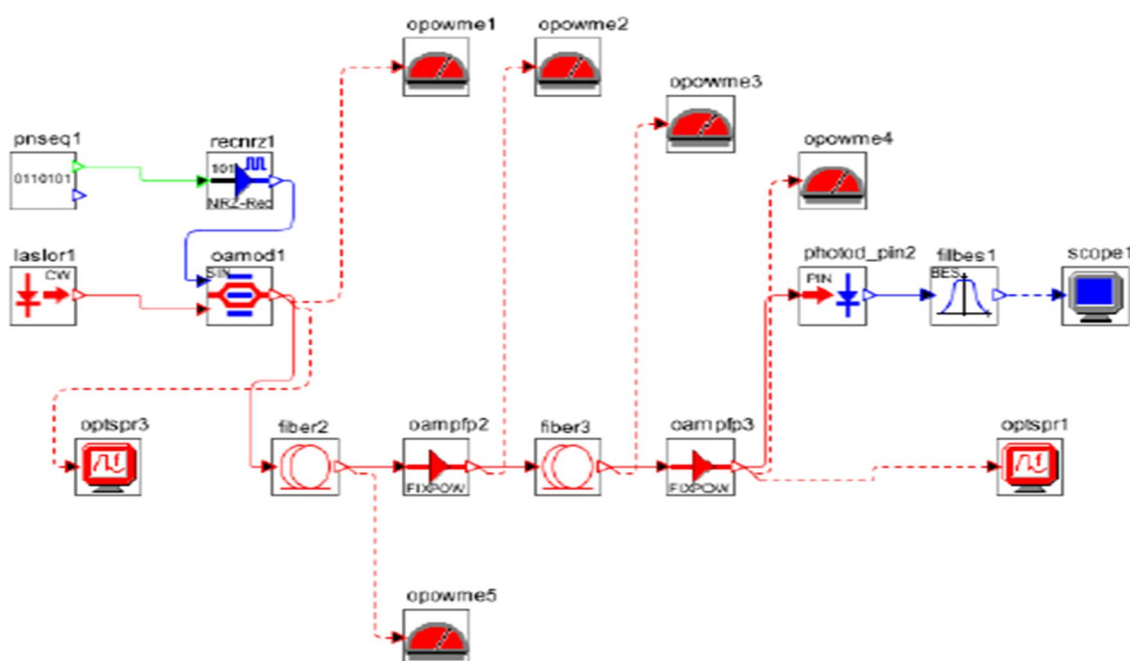 opowme1
opowme2
opowme3
opowme4
pnseq1
0110101
recnrz1
101
NRZ-Rec
laslor1
CW
oamod1
SIN
photod_pin2
PIN
filbes1
BES
scope1
optspr3
fiber2
oampfp2
FIXPOW
fiber3
oampfp3
FIXPOW
optspr1
opowme5